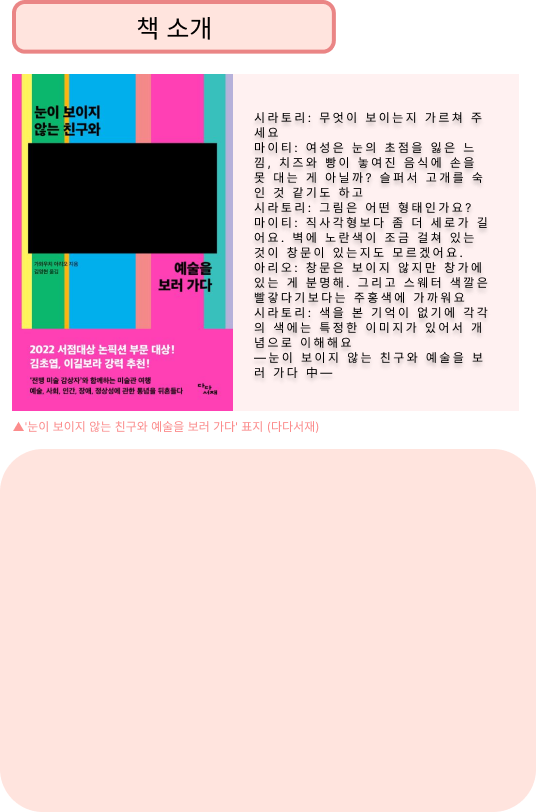 책 소개
눈이 보이지
않는 친구와
가와우치 아리오 지음
김영현 옮김
예술을
보러 가다
2022 서점대상 논픽션 부문 대상!
김초엽, 이길보라 강력 추천!
'전맹 미술 감상자'와 함께하는 미술관 여행
예술, 사회, 인간, 장애, 정상성에 관한 통념을 뒤흔들다
다다
서재
시라토리: 무엇이 보이는지 가르쳐 주
세요
마이티: 여성은 눈의 초점을 잃은 느
낌, 치즈와 빵이 놓여진 음식에 손을
못 대는 게 아닐까? 슬퍼서 고개를 숙
인 것 같기도 하고
시라토리: 그림은 어떤 형태인가요?
마이티: 직사각형보다 좀 더 세로가 길
어요. 벽에 노란색이 조금 걸쳐 있는
것이 창문이 있는지도 모르겠어요.
아리오: 창문은 보이지 않지만 창가에
있는 게 분명해. 그리고 스웨터 색깔은
빨갛다기보다는 주홍색에 가까워요
시라토리: 색을 본 기억이 없기에 각각
의 색에는 특정한 이미지가 있어서 개
념으로 이해해요
―눈이 보이지 않는 친구와 예술을 보
러 가다 中―
▲'눈이 보이지 않는 친구와 예술을 보러 가다' 표지 (다다서재)